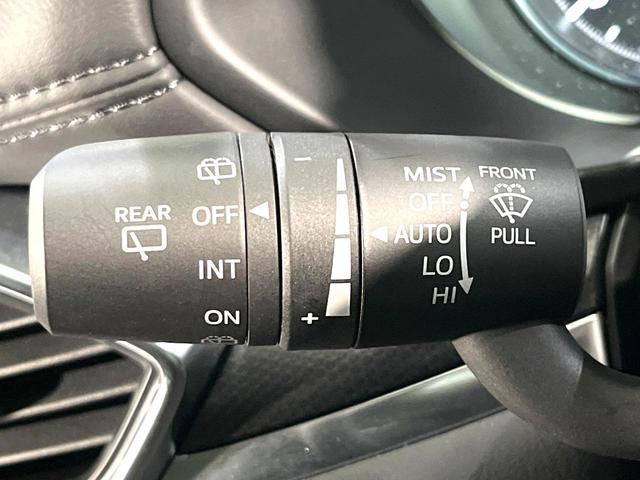 REAR
OFF
INT
ON
−
+
MIST
OFF
AUTO
LO
HI
FRONT
PULL